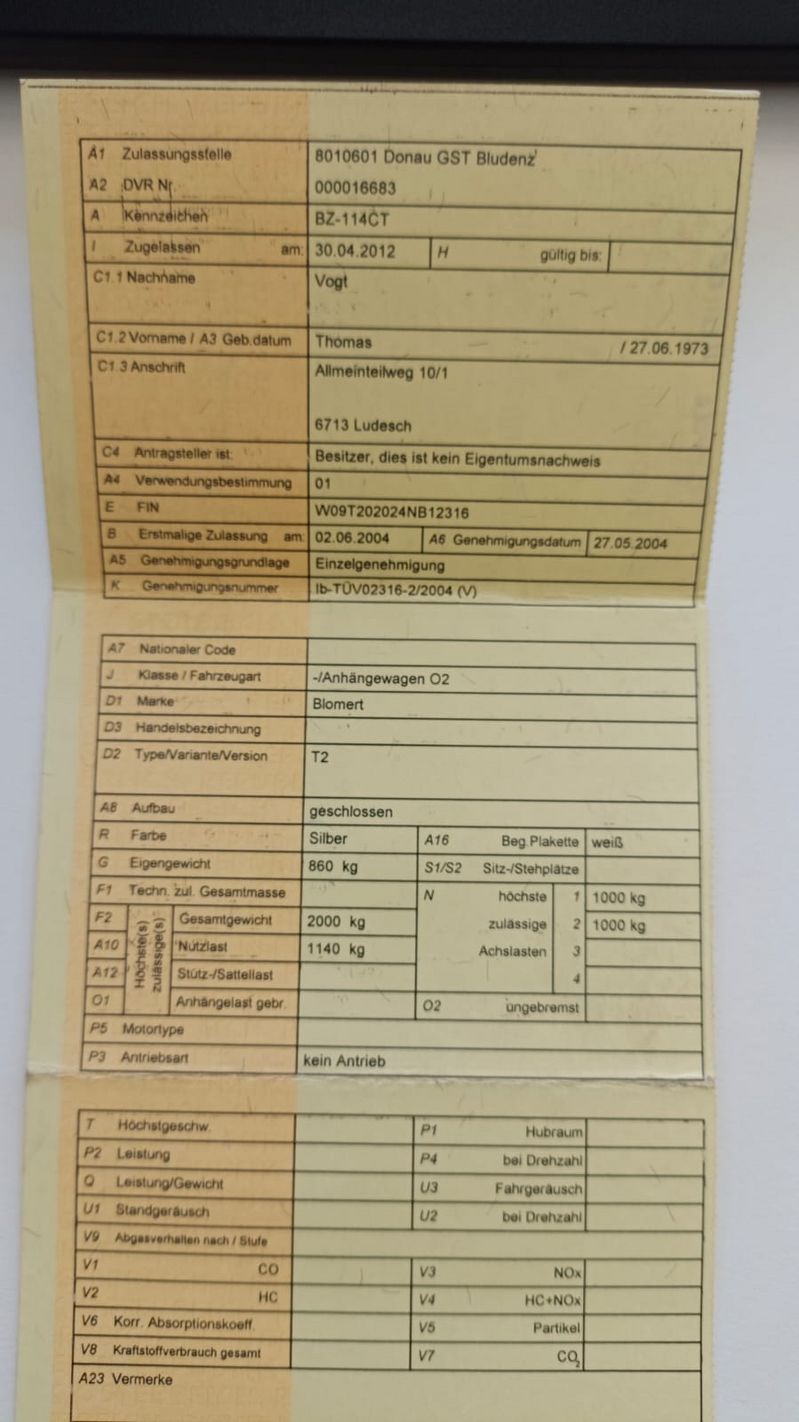 A1 Zulassungsstelle 8010601 Donau GST Bludenz
A2 DVR Nr. 000016683
A Kennzeichen BZ-114CT
I Zugelassen am: 30.04.2012 H gültig bis:
C1.1 Nachname Vogt
C1.2 Vorname / A3 Geb.datum Thomas / 27.06.1973
C1.3 Anschrift Allmeinteilweg 10/1
6713 Ludesch
C4 Antragsteller ist: Besitzer, dies ist kein Eigentumsnachweis
A4 Verwendungsbestimmung 01
E FIN W09T202024NB12316
B Erstmalige Zulassung am: 02.06.2004 A6 Genehmigungsdatum 27.05.2004
A5 Genehmigungsgrundlage Einzelgenehmigung
K Genehmigungsnummer Ib-TÜV02316-2/2004 (V)
A7 Nationaler Code
J Klasse / Fahrzeugart -/Anhängewagen O2
D1 Marke Blomert
D3 Handelsbezeichnung
D2 Type/Variante/Version T2
A8 Aufbau geschlossen
R Farbe Silber A16 Beg.Plakette weiß
G Eigengewicht 860 kg S1/S2 Sitz-/Stehplätze
F1 Techn. zul. Gesamtmasse N höchste 1 1000 kg
F2 Höchste(s) zulässige(s) Gesamtgewicht 2000 kg zulässige 2 1000 kg
A10 Nutzlast 1140 kg Achslasten 3
A12 Stütz-/Sattellast 4
O1 Anhängelast gebr. O2 ungebremst
P5 Motortype
P3 Antriebsart kein Antrieb
T Höchstgeschw. P1 Hubraum
P2 Leistung P4 bei Drehzahl
Q Leistung/Gewicht U3 Fahrgeräusch
U1 Standgeräusch U2 bei Drehzahl
V9 Abgasverhalten nach / Stufe
V1 CO V3 NOx
V2 HC V4 HC+NOx
V6 Korr. Absorptionskoeff. V5 Partikel
V8 Kraftstoffverbrauch gesamt V7 CO2
A23 Vermerke